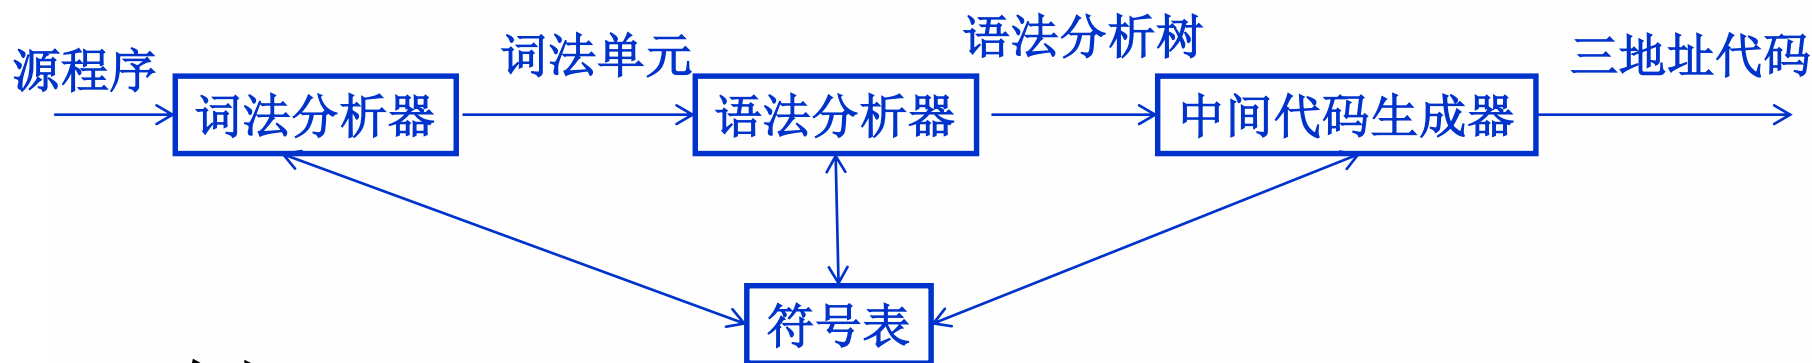 源程序
词法分析器
词法单元
语法分析器
语法分析树
中间代码生成器
三地址代码
符号表